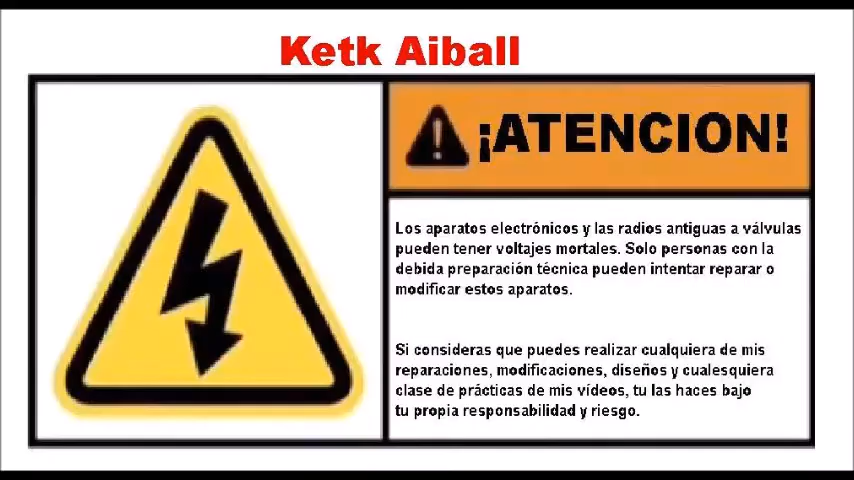 Ketk Aiball
¡ATENCION!
Los aparatos electrónicos y las radios antiguas a válvulas
pueden tener voltajes mortales. Solo personas con la
debida preparación técnica pueden intentar reparar o
modificar estos aparatos.
Si consideras que puedes realizar cualquiera de mis
reparaciones, modificaciones, diseños y cualesquiera
clase de prácticas de mis vídeos, tu las haces bajo
tu propia responsabilidad y riesgo.